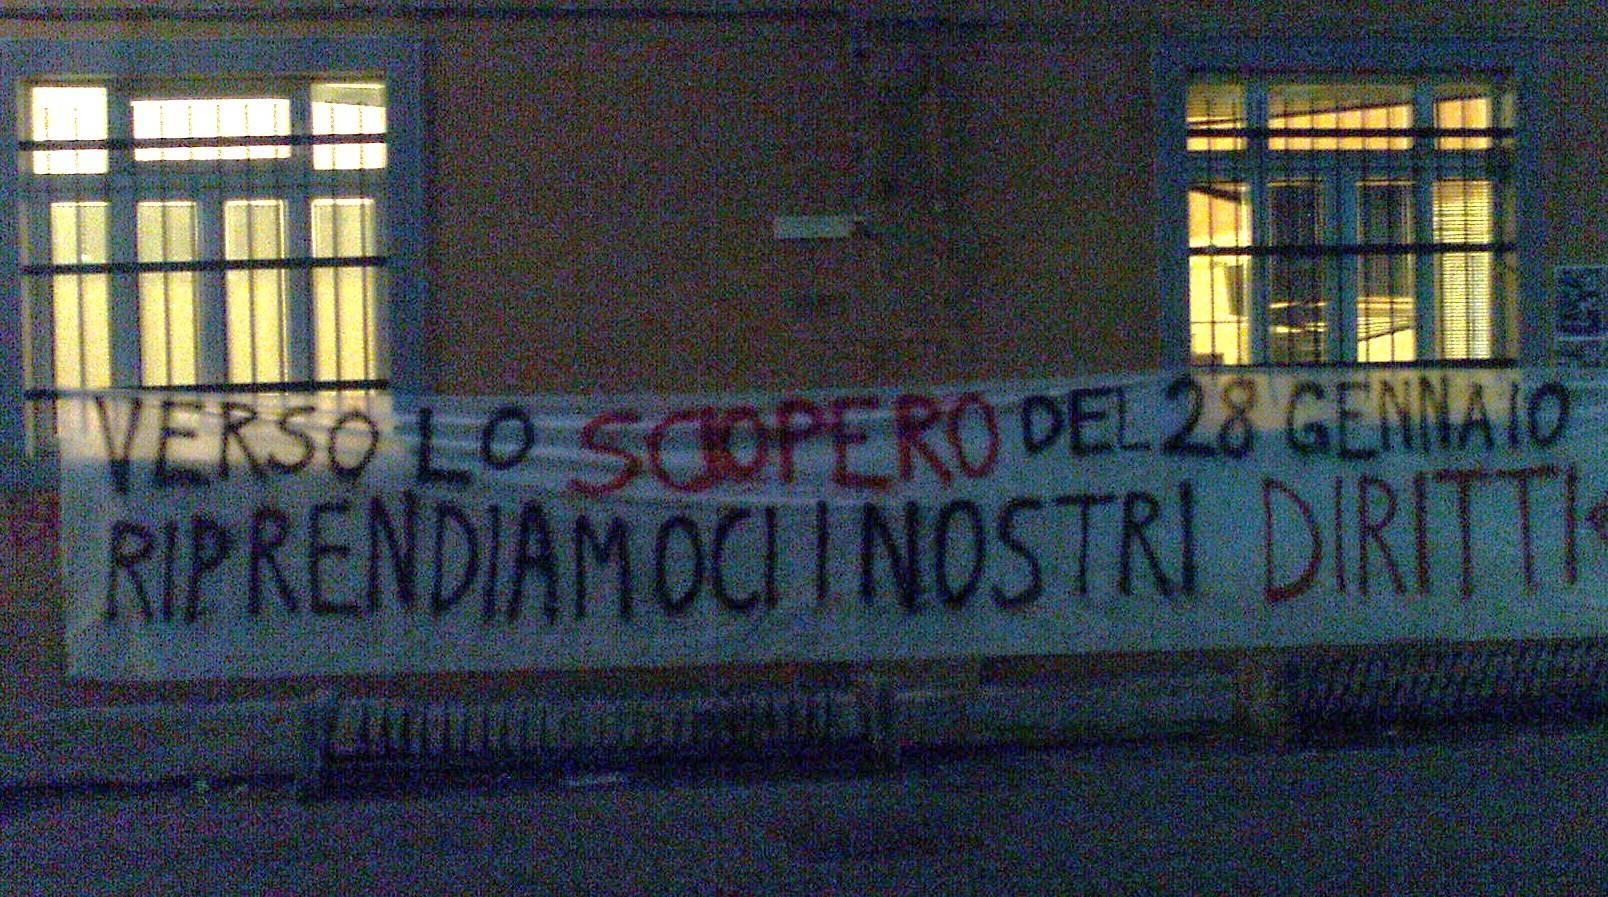 VERSO LO SCIOPERO DEL 28 GENNAIO
RIPRENDIAMOCI I NOSTRI DIRITTI